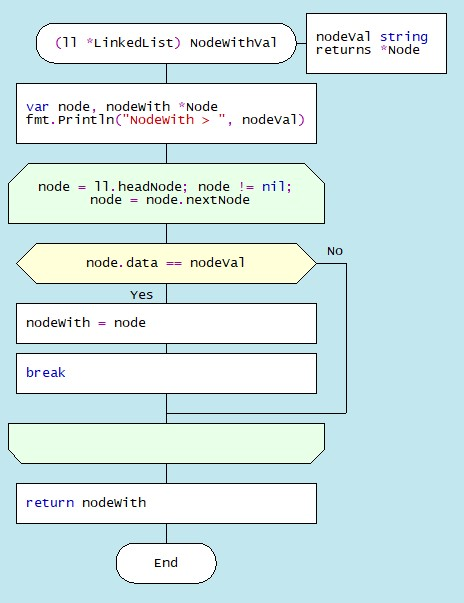 (ll *LinkedList) NodeWithVal
nodeVal string
returns *Node
var node, nodeWith *Node
fmt.Println("NodeWith > ", nodeVal)
node = ll.headNode; node != nil;
node = node.nextNode
node.data == nodeVal
No
Yes
nodeWith = node
break
return nodeWith
End